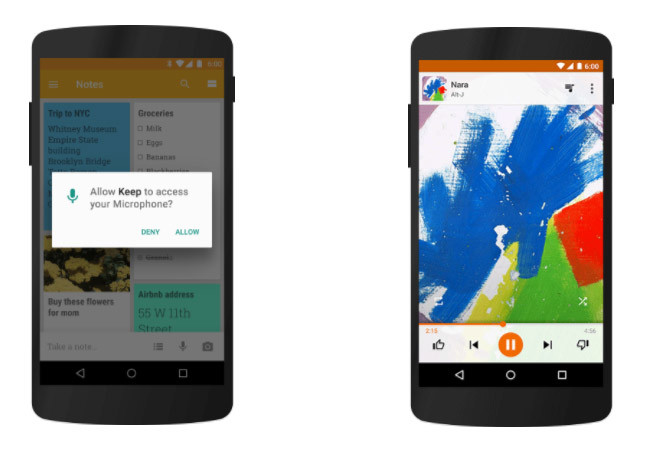 6:00
Notes
Trip to NYC
Whitney Museum
Empire State
building
Brooklyn Bridge
Groceries
Milk
Eggs
Bananas
Allow Keep to access
your Microphone?
DENY ALLOW
Buy these flowers
for mom
Airbnb address
55 W 11th
Street
Take a note...
6:00
Nara
Alt-J
2:15
4:56